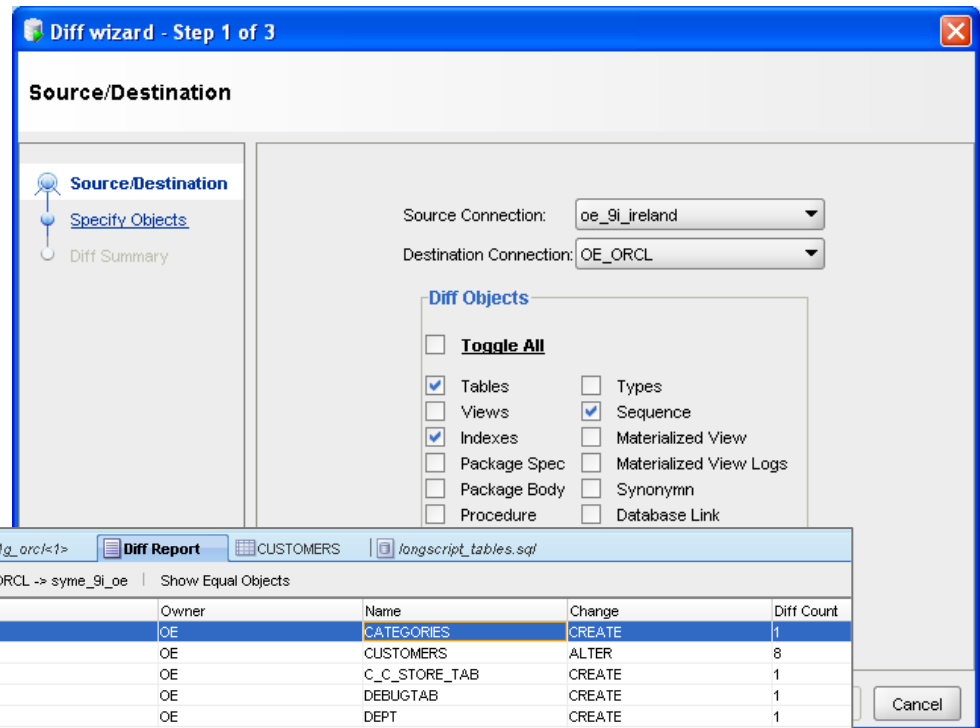 Diff wizard - Step 1 of 3
Source/Destination
Source/Destination
Specify Objects
Diff Summary
Source Connection: oe_9i_ireland
Destination Connection: OE_ORCL
Diff Objects
Toggle All
Tables Types
Views Sequence
Indexes Materialized View
Package Spec Materialized View Logs
Package Body Synonymn
Procedure Database Link
1g_orcl<1> Diff Report CUSTOMERS longscript_tables.sql
ORCL -> syme_9i_oe Show Equal Objects
Owner Name Change Diff Count
OE CATEGORIES CREATE 1
OE CUSTOMERS ALTER 8
OE C_C_STORE_TAB CREATE 1
OE DEBUGTAB CREATE 1
OE DEPT CREATE 1
Cancel